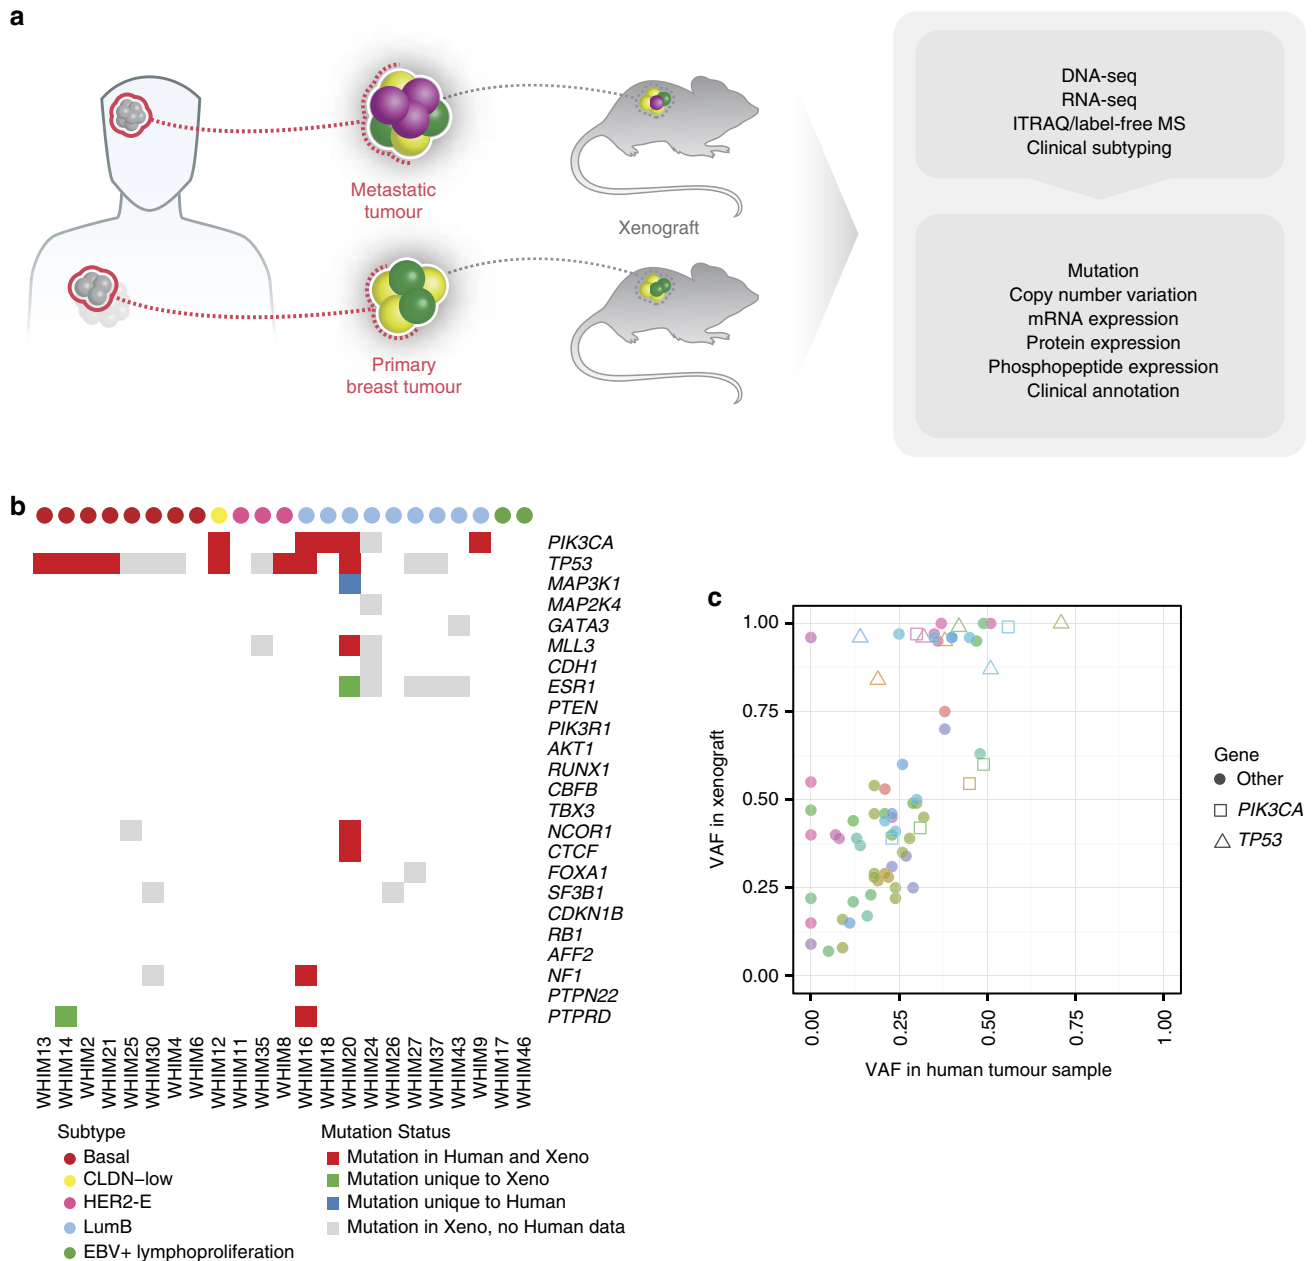 a
Metastatic
tumour
Xenograft
Primary
breast tumour
DNA-seq
RNA-seq
ITRAQ/label-free MS
Clinical subtyping
Mutation
Copy number variation
mRNA expression
Protein expression
Phosphopeptide expression
Clinical annotation
b
PIK3CA
TP53
MAP3K1
MAP2K4
GATA3
MLL3
CDH1
ESR1
PTEN
PIK3R1
AKT1
RUNX1
CBFB
TBX3
NCOR1
CTCF
FOXA1
SF3B1
CDKN1B
RB1
AFF2
NF1
PTPN22
PTPRD
WHIM13
WHIM14
WHIM2
WHIM21
WHIM25
WHIM30
WHIM4
WHIM6
WHIM12
WHIM11
WHIM35
WHIM8
WHIM16
WHIM18
WHIM20
WHIM24
WHIM26
WHIM27
WHIM37
WHIM43
WHIM9
WHIM17
WHIM46
Subtype
Basal
CLDN–low
HER2-E
LumB
EBV+ lymphoproliferation
Mutation Status
Mutation in Human and Xeno
Mutation unique to Xeno
Mutation unique to Human
Mutation in Xeno, no Human data
c
VAF in xenograft
1.00
0.75
0.50
0.25
0.00
0.00
0.25
0.50
0.75
1.00
VAF in human tumour sample
Gene
Other
PIK3CA
TP53